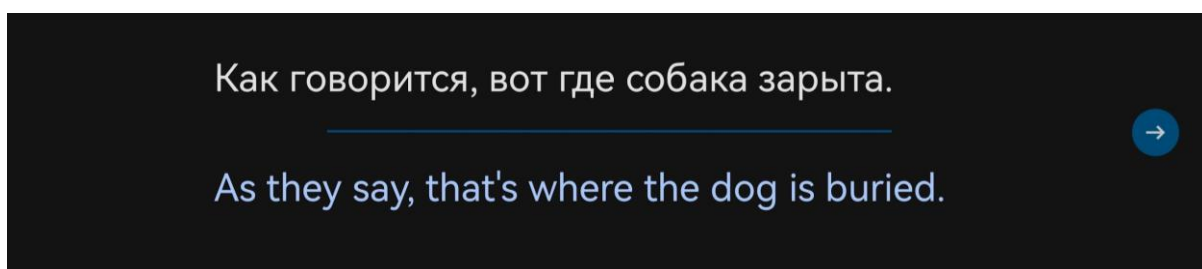 Как говорится, вот где собака зарыта.
As they say, that's where the dog is buried.